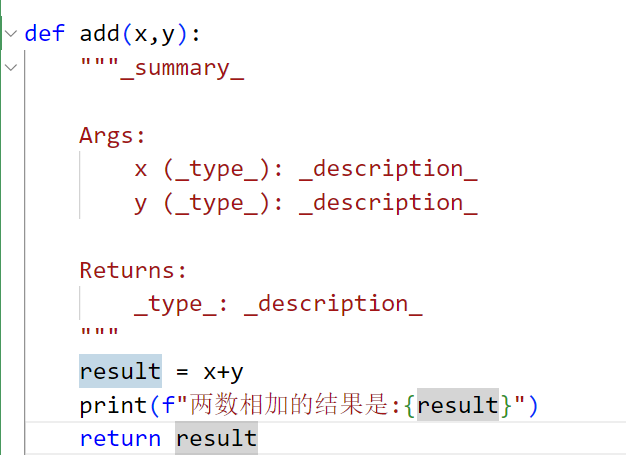 def add(x,y):
"""_summary_
Args:
x (_type_): _description_
y (_type_): _description_
Returns:
_type_: _description_
"""
result = x+y
print(f"两数相加的结果是:{result}")
return result